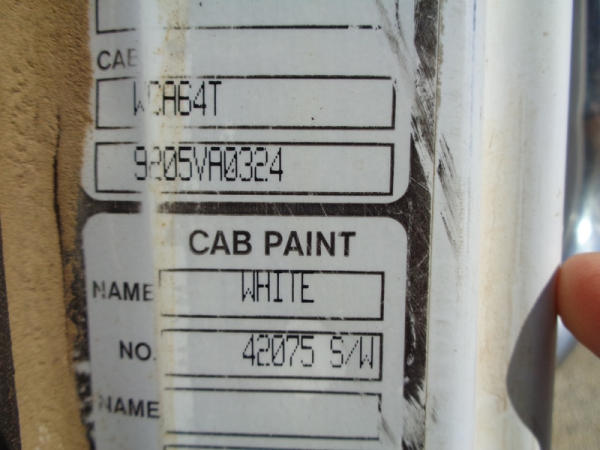 CAB
WCA64T
9205VA0324
CAB PAINT
NAME WHITE
NO. 42075 S/W
NAME